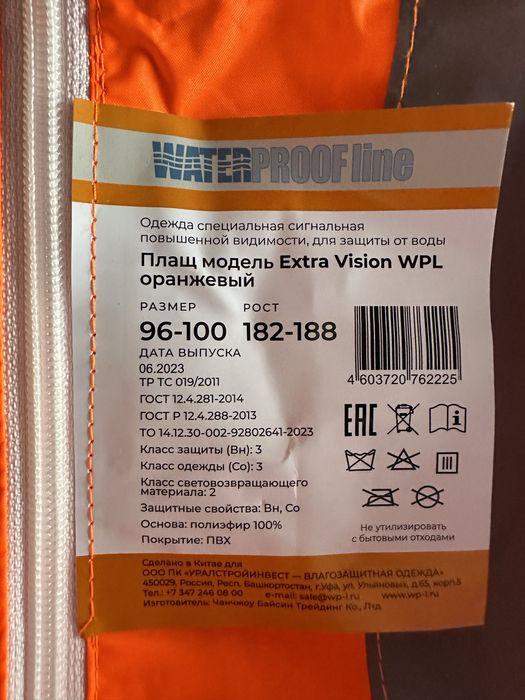 WATERPROOF line
Одежда специальная сигнальная
повышенной видимости, для защиты от воды
Плащ модель Extra Vision WPL
оранжевый
РАЗМЕР РОСТ
96-100 182-188
ДАТА ВЫПУСКА
06.2023
ТР ТС 019/2011
ГОСТ 12.4.281-2014
ГОСТ Р 12.4.288-2013
ТО 14.12.30-002-92802641-2023
Класс защиты (Вн): 3
Класс одежды (Со): 3
Класс световозвращающего
материала: 2
Защитные свойства: Вн, Со
Основа: полиэфир 100%
Покрытие: ПВХ
4 603720 762225
EAC
Не утилизировать
с бытовыми отходами
Сделано в Китае для
ООО ПК «УРАЛСТРОЙИНВЕСТ — ВЛАГОЗАЩИТНАЯ ОДЕЖДА»
450029, Россия, Респ. Башкортостан, г.Уфа, ул. Ульяновых, д.65, корп.5
Тел.: +7 347 246 08 00 e-mail: sale@wp-l.ru www.wp-l.ru
Изготовитель: Чанчжоу Байсин Трейдинг Ко., Лтд